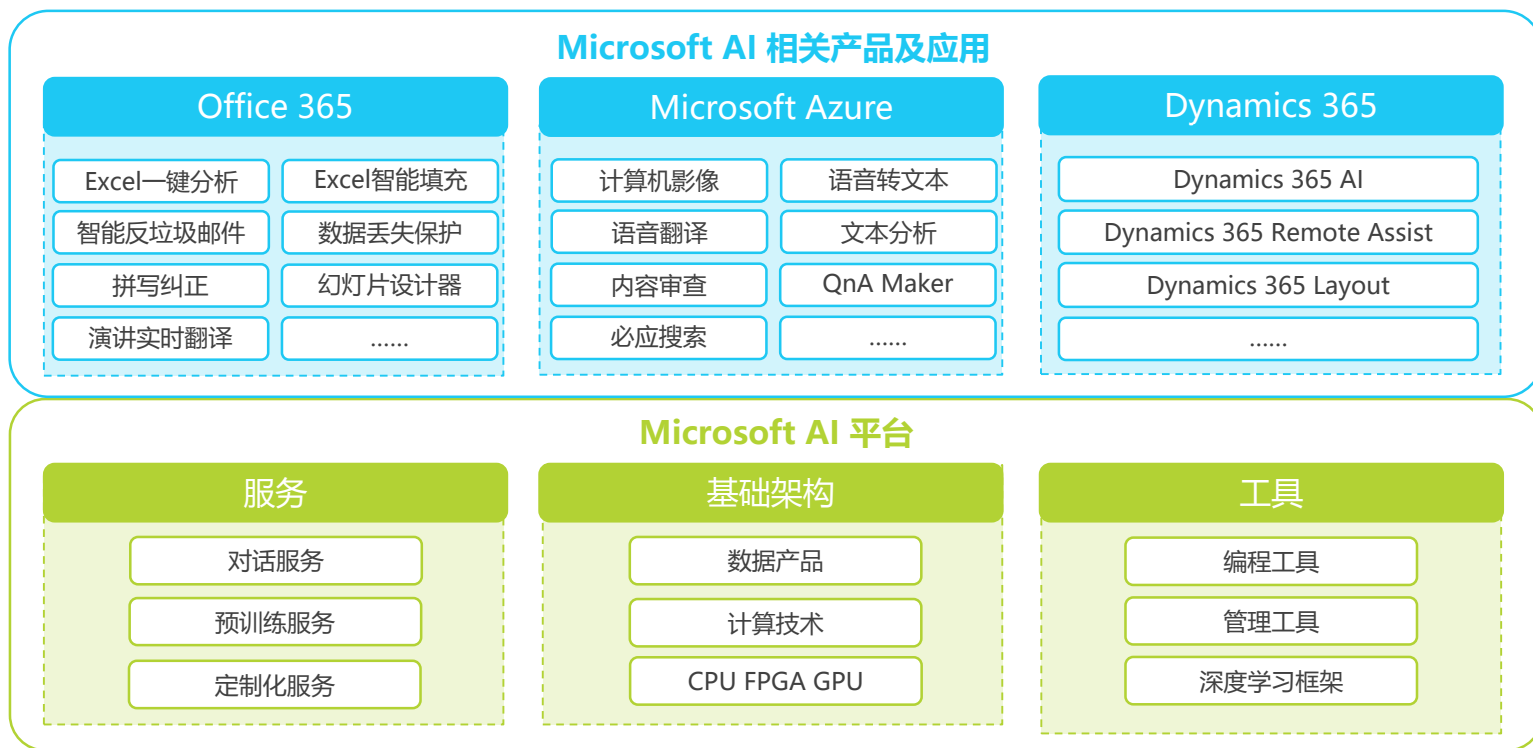 Microsoft AI 相关产品及应用
Office 365
Excel一键分析
Excel智能填充
智能反垃圾邮件
数据丢失保护
拼写纠正
幻灯片设计器
演讲实时翻译
......
Microsoft Azure
计算机影像
语音转文本
语音翻译
文本分析
内容审查
QnA Maker
必应搜索
......
Dynamics 365
Dynamics 365 AI
Dynamics 365 Remote Assist
Dynamics 365 Layout
......
Microsoft AI 平台
服务
对话服务
预训练服务
定制化服务
基础架构
数据产品
计算技术
CPU FPGA GPU
工具
编程工具
管理工具
深度学习框架